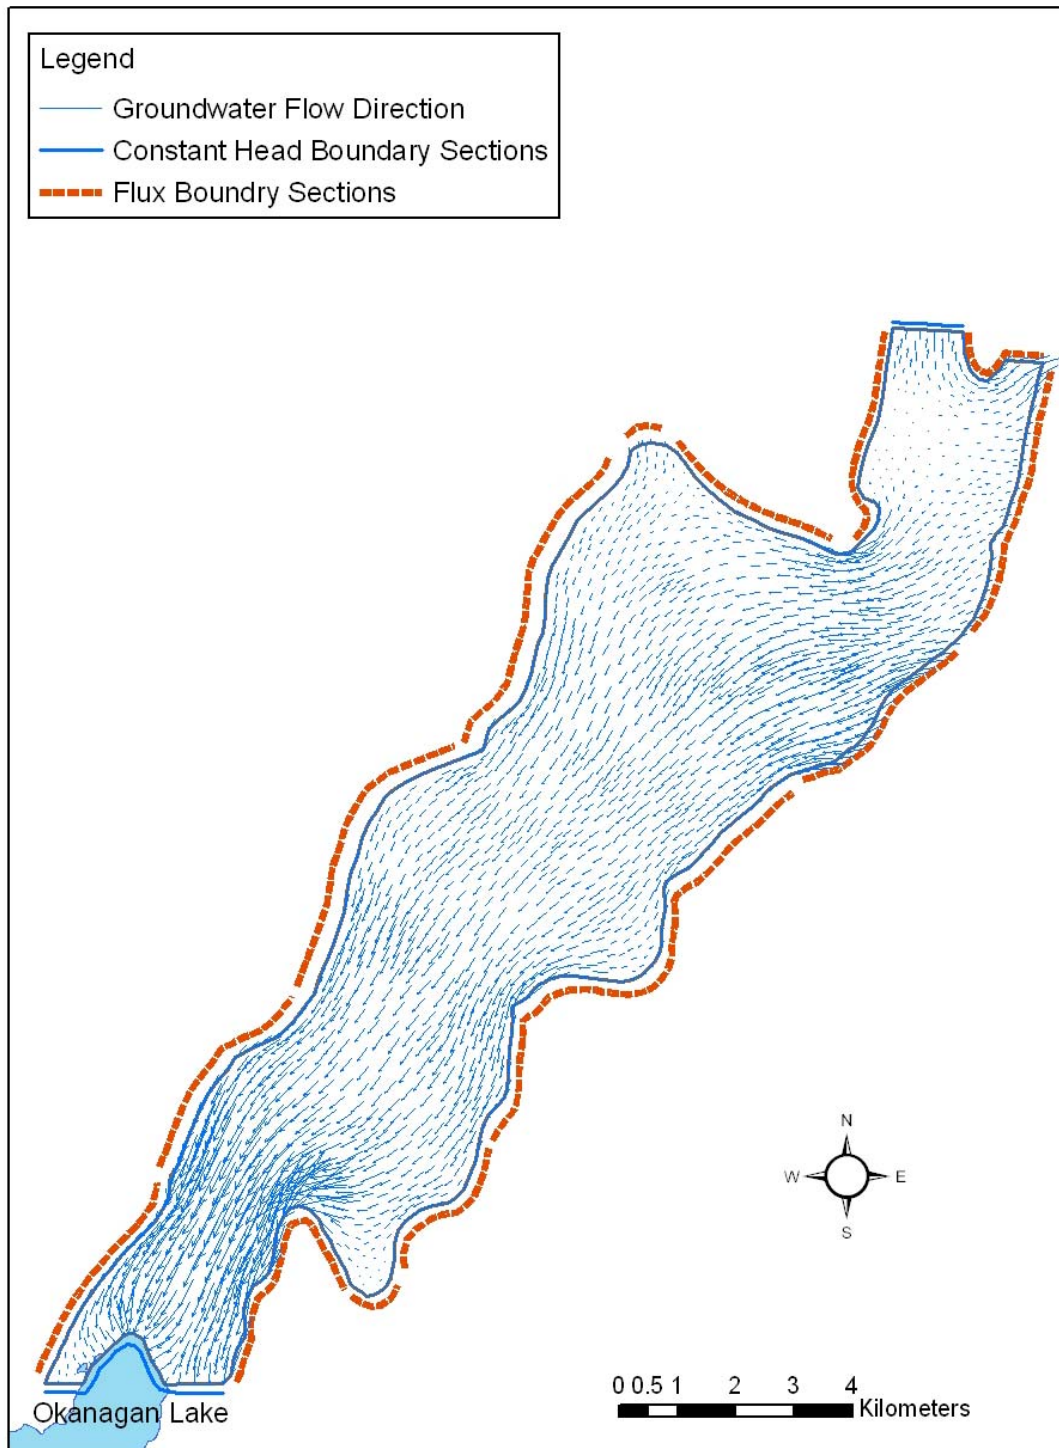 Legend
Groundwater Flow Direction
Constant Head Boundary Sections
Flux Boundry Sections
N
W E
S
0 0.5 1 2 3 4
Kilometers
Okanagan Lake